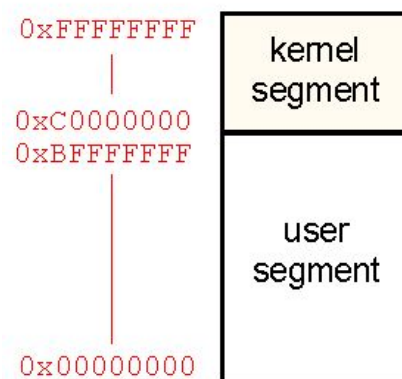 0xFFFFFFFF
kernel
segment
0xC0000000
0xBFFFFFFF
user
segment
0x00000000